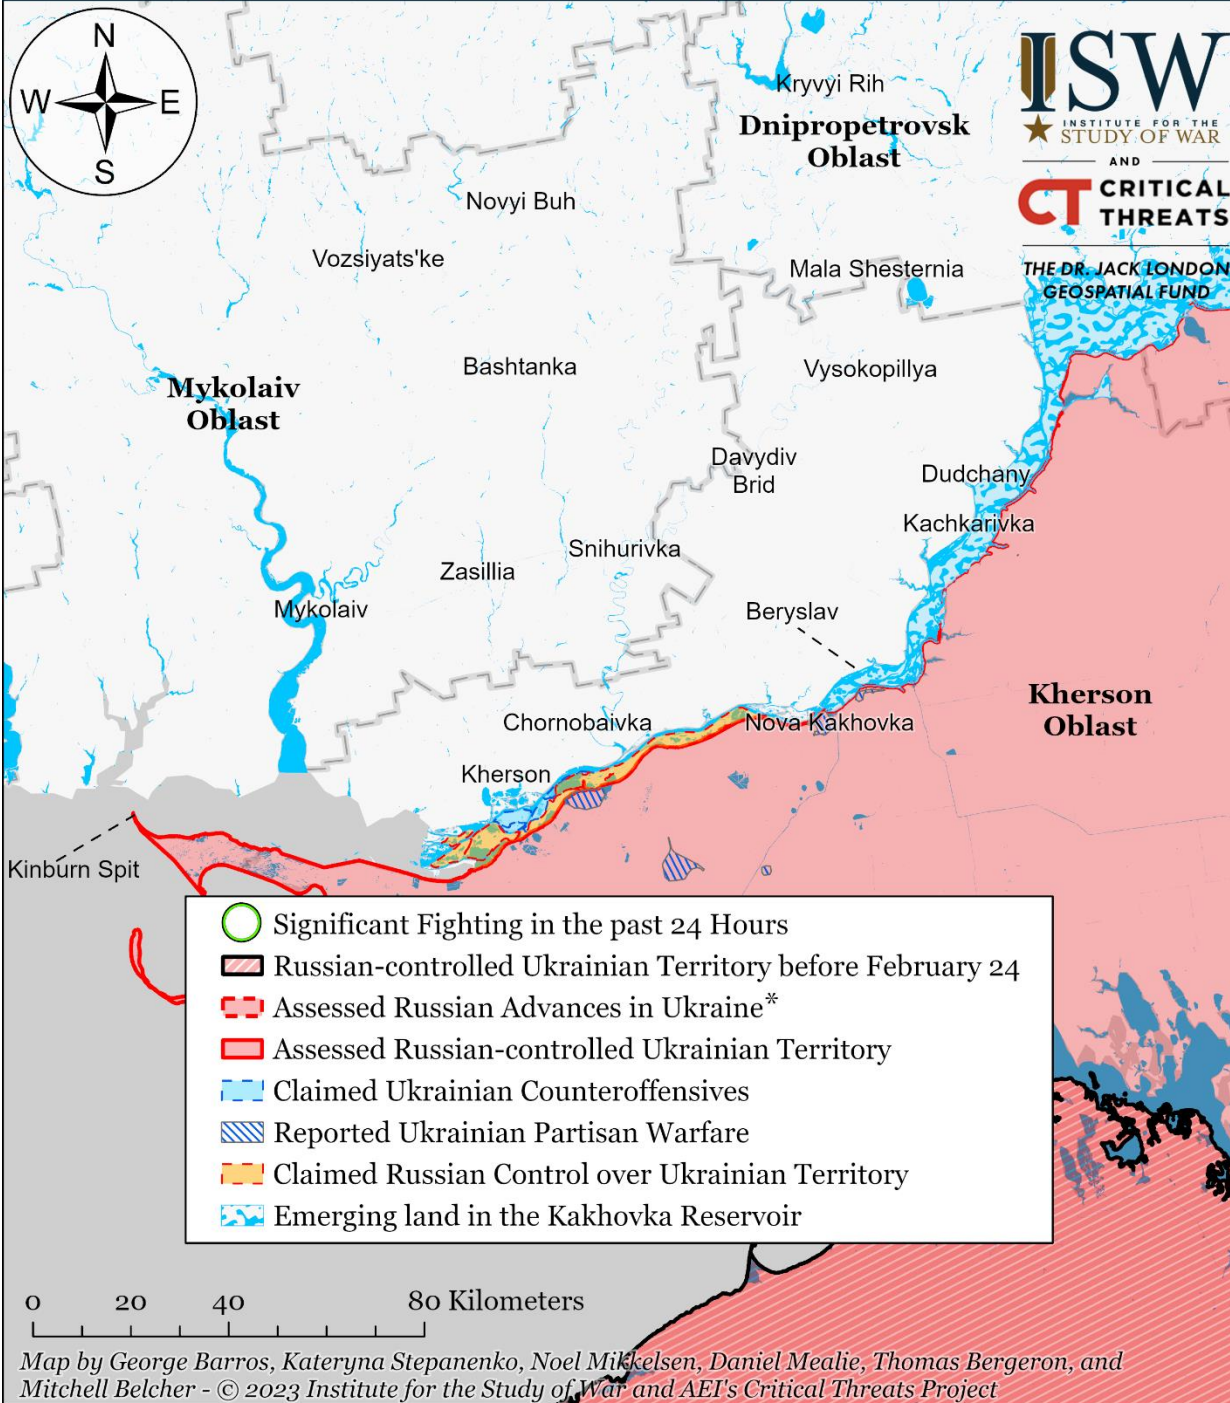 N
W
E
S
ISW
INSTITUTE FOR THE
STUDY OF WAR
AND
CT CRITICAL
THREATS
THE DR. JACK LONDON
GEOSPATIAL FUND
Kryvyi Rih
Dnipropetrovsk
Oblast
Novyi Buh
Vozsiyats'ke
Mala Shesternia
Bashtanka
Vysokopillya
Mykolaiv
Oblast
Davydiv
Brid
Dudchany
Kachkarivka
Snihurivka
Zasillia
Mykolaiv
Beryslav
Kherson
Oblast
Chornobaivka
Nova Kakhovka
Kherson
Kinburn Spit
Significant Fighting in the past 24 Hours
Russian-controlled Ukrainian Territory before February 24
Assessed Russian Advances in Ukraine*
Assessed Russian-controlled Ukrainian Territory
Claimed Ukrainian Counteroffensives
Reported Ukrainian Partisan Warfare
Claimed Russian Control over Ukrainian Territory
Emerging land in the Kakhovka Reservoir
0 20 40 80 Kilometers
Map by George Barros, Kateryna Stepanenko, Noel Mikkelsen, Daniel Mealie, Thomas Bergeron, and
Mitchell Belcher - © 2023 Institute for the Study of War and AEI's Critical Threats Project